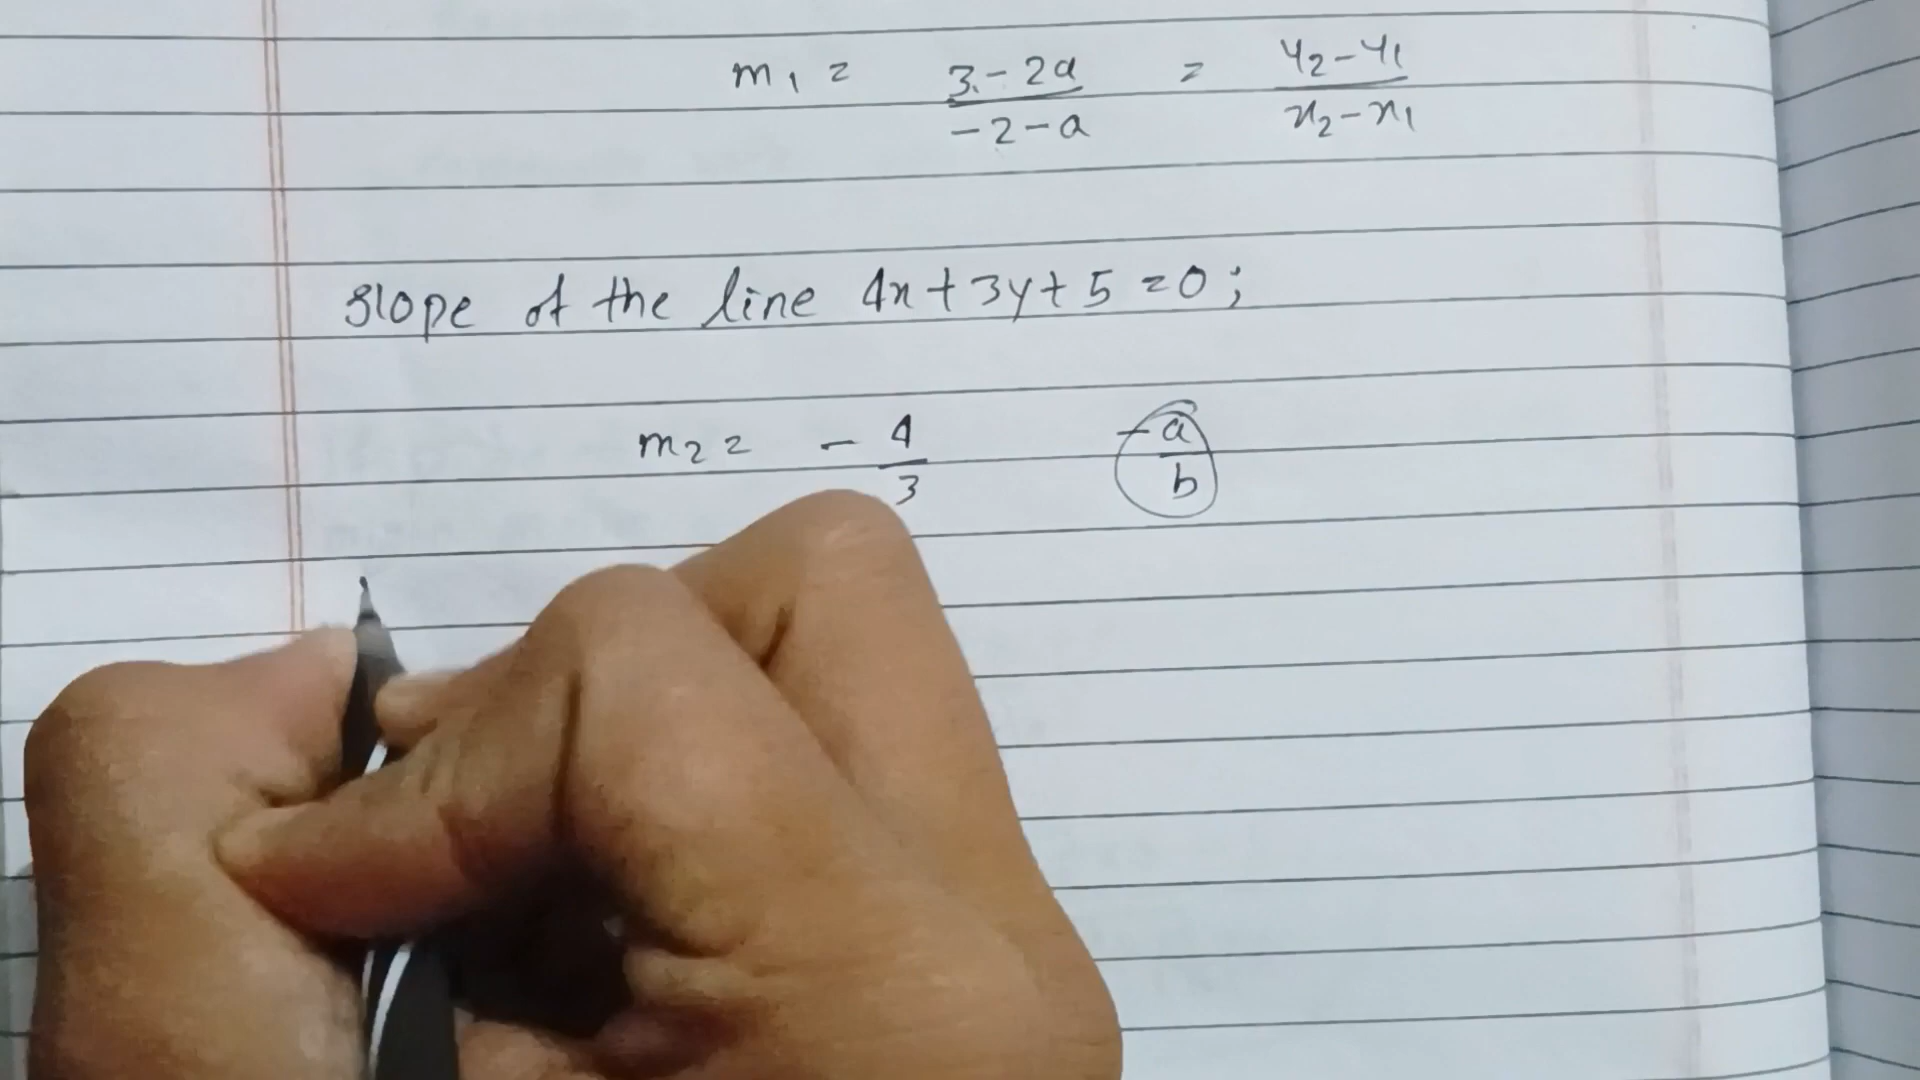 m₁ = (3 - 2a)/(-2 - a) = (y₂ - y₁)/(x₂ - x₁)
slope of the line 4x + 3y + 5 = 0 ;
m₂ = - 4/3 -a/b